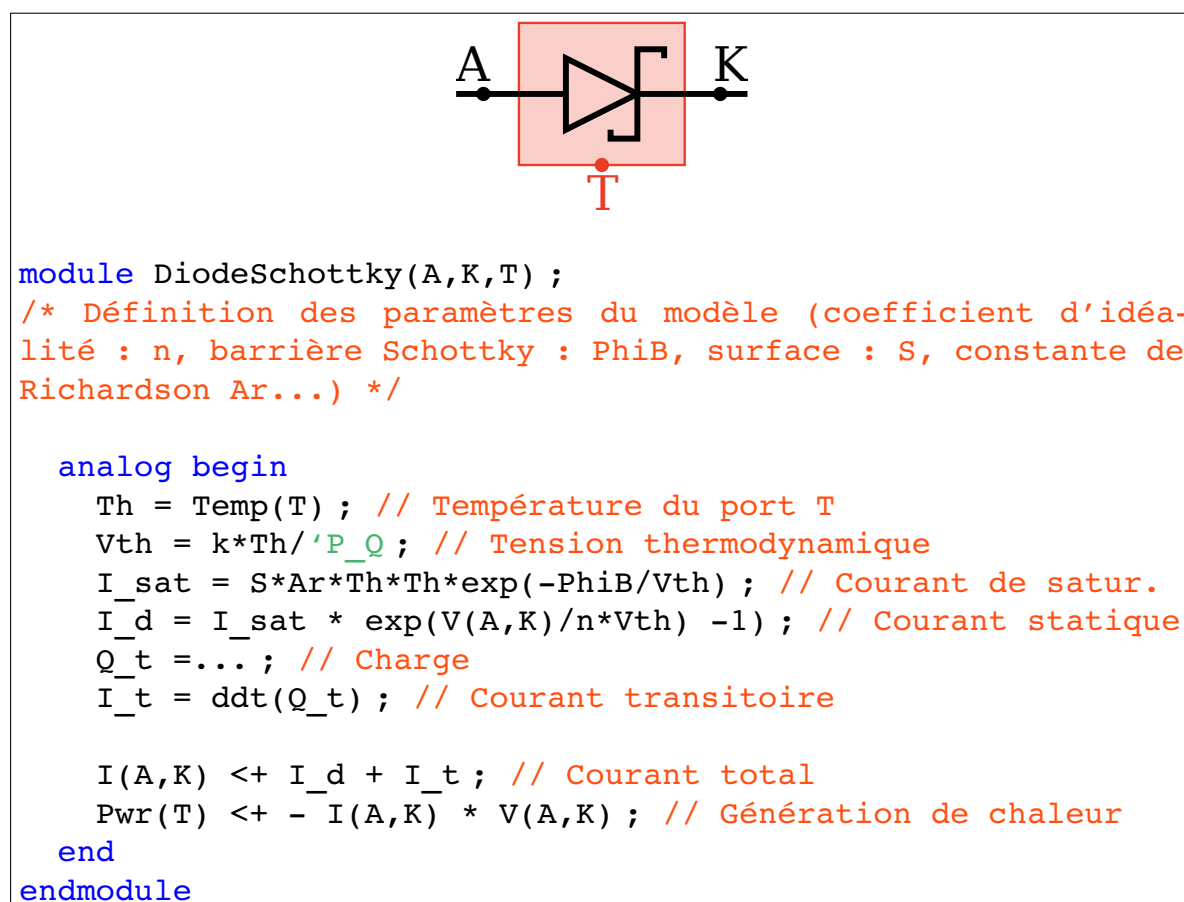 A K
T
module DiodeSchottky(A,K,T) ;
/* Définition des paramètres du modèle (coefficient d’idéa-
lité : n, barrière Schottky : PhiB, surface : S, constante de
Richardson Ar...) */
analog begin
Th = Temp(T) ; // Température du port T
Vth = k*Th/‘P_Q ; // Tension thermodynamique
I_sat = S*Ar*Th*Th*exp(-PhiB/Vth) ; // Courant de satur.
I_d = I_sat * exp(V(A,K)/n*Vth) -1) ; // Courant statique
Q_t =... ; // Charge
I_t = ddt(Q_t) ; // Courant transitoire
I(A,K) <+ I_d + I_t ; // Courant total
Pwr(T) <+ - I(A,K) * V(A,K) ; // Génération de chaleur
end
endmodule